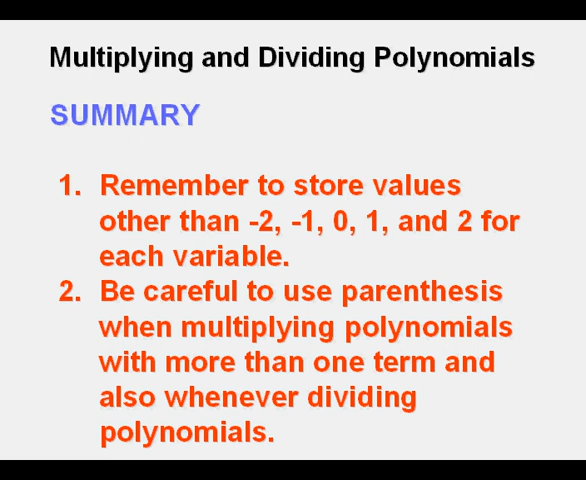 Multiplying and Dividing Polynomials
SUMMARY
1. Remember to store values
other than -2, -1, 0, 1, and 2 for
each variable.
2. Be careful to use parenthesis
when multiplying polynomials
with more than one term and
also whenever dividing
polynomials.